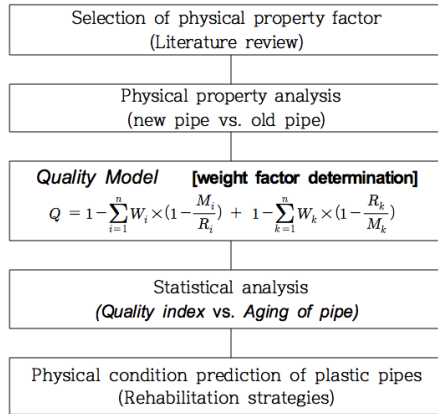 Selection of physical property factor
(Literature review)
Physical property analysis
(new pipe vs. old pipe)
Quality Model [weight factor determination]
Q = 1−∑_{i=1}^{n} W_i×(1−M_i/R_i) + 1−∑_{k=1}^{n} W_k×(1−R_k/M_k)
Statistical analysis
(Quality index vs. Aging of pipe)
Physical condition prediction of plastic pipes
(Rehabilitation strategies)